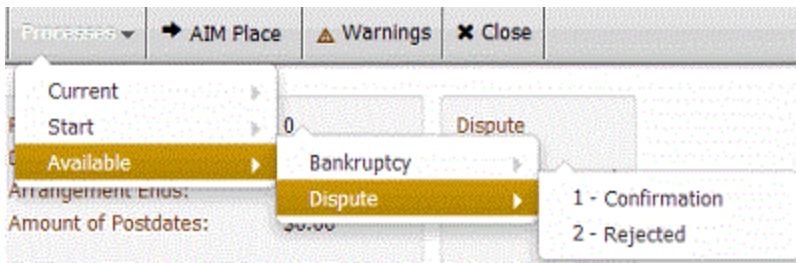 Processes AIM Place Warnings Close
Current
Start 0 Dispute
Available Bankruptcy
Arrangement Ends: Dispute 1 - Confirmation
Amount of Postdates: $0.00 2 - Rejected